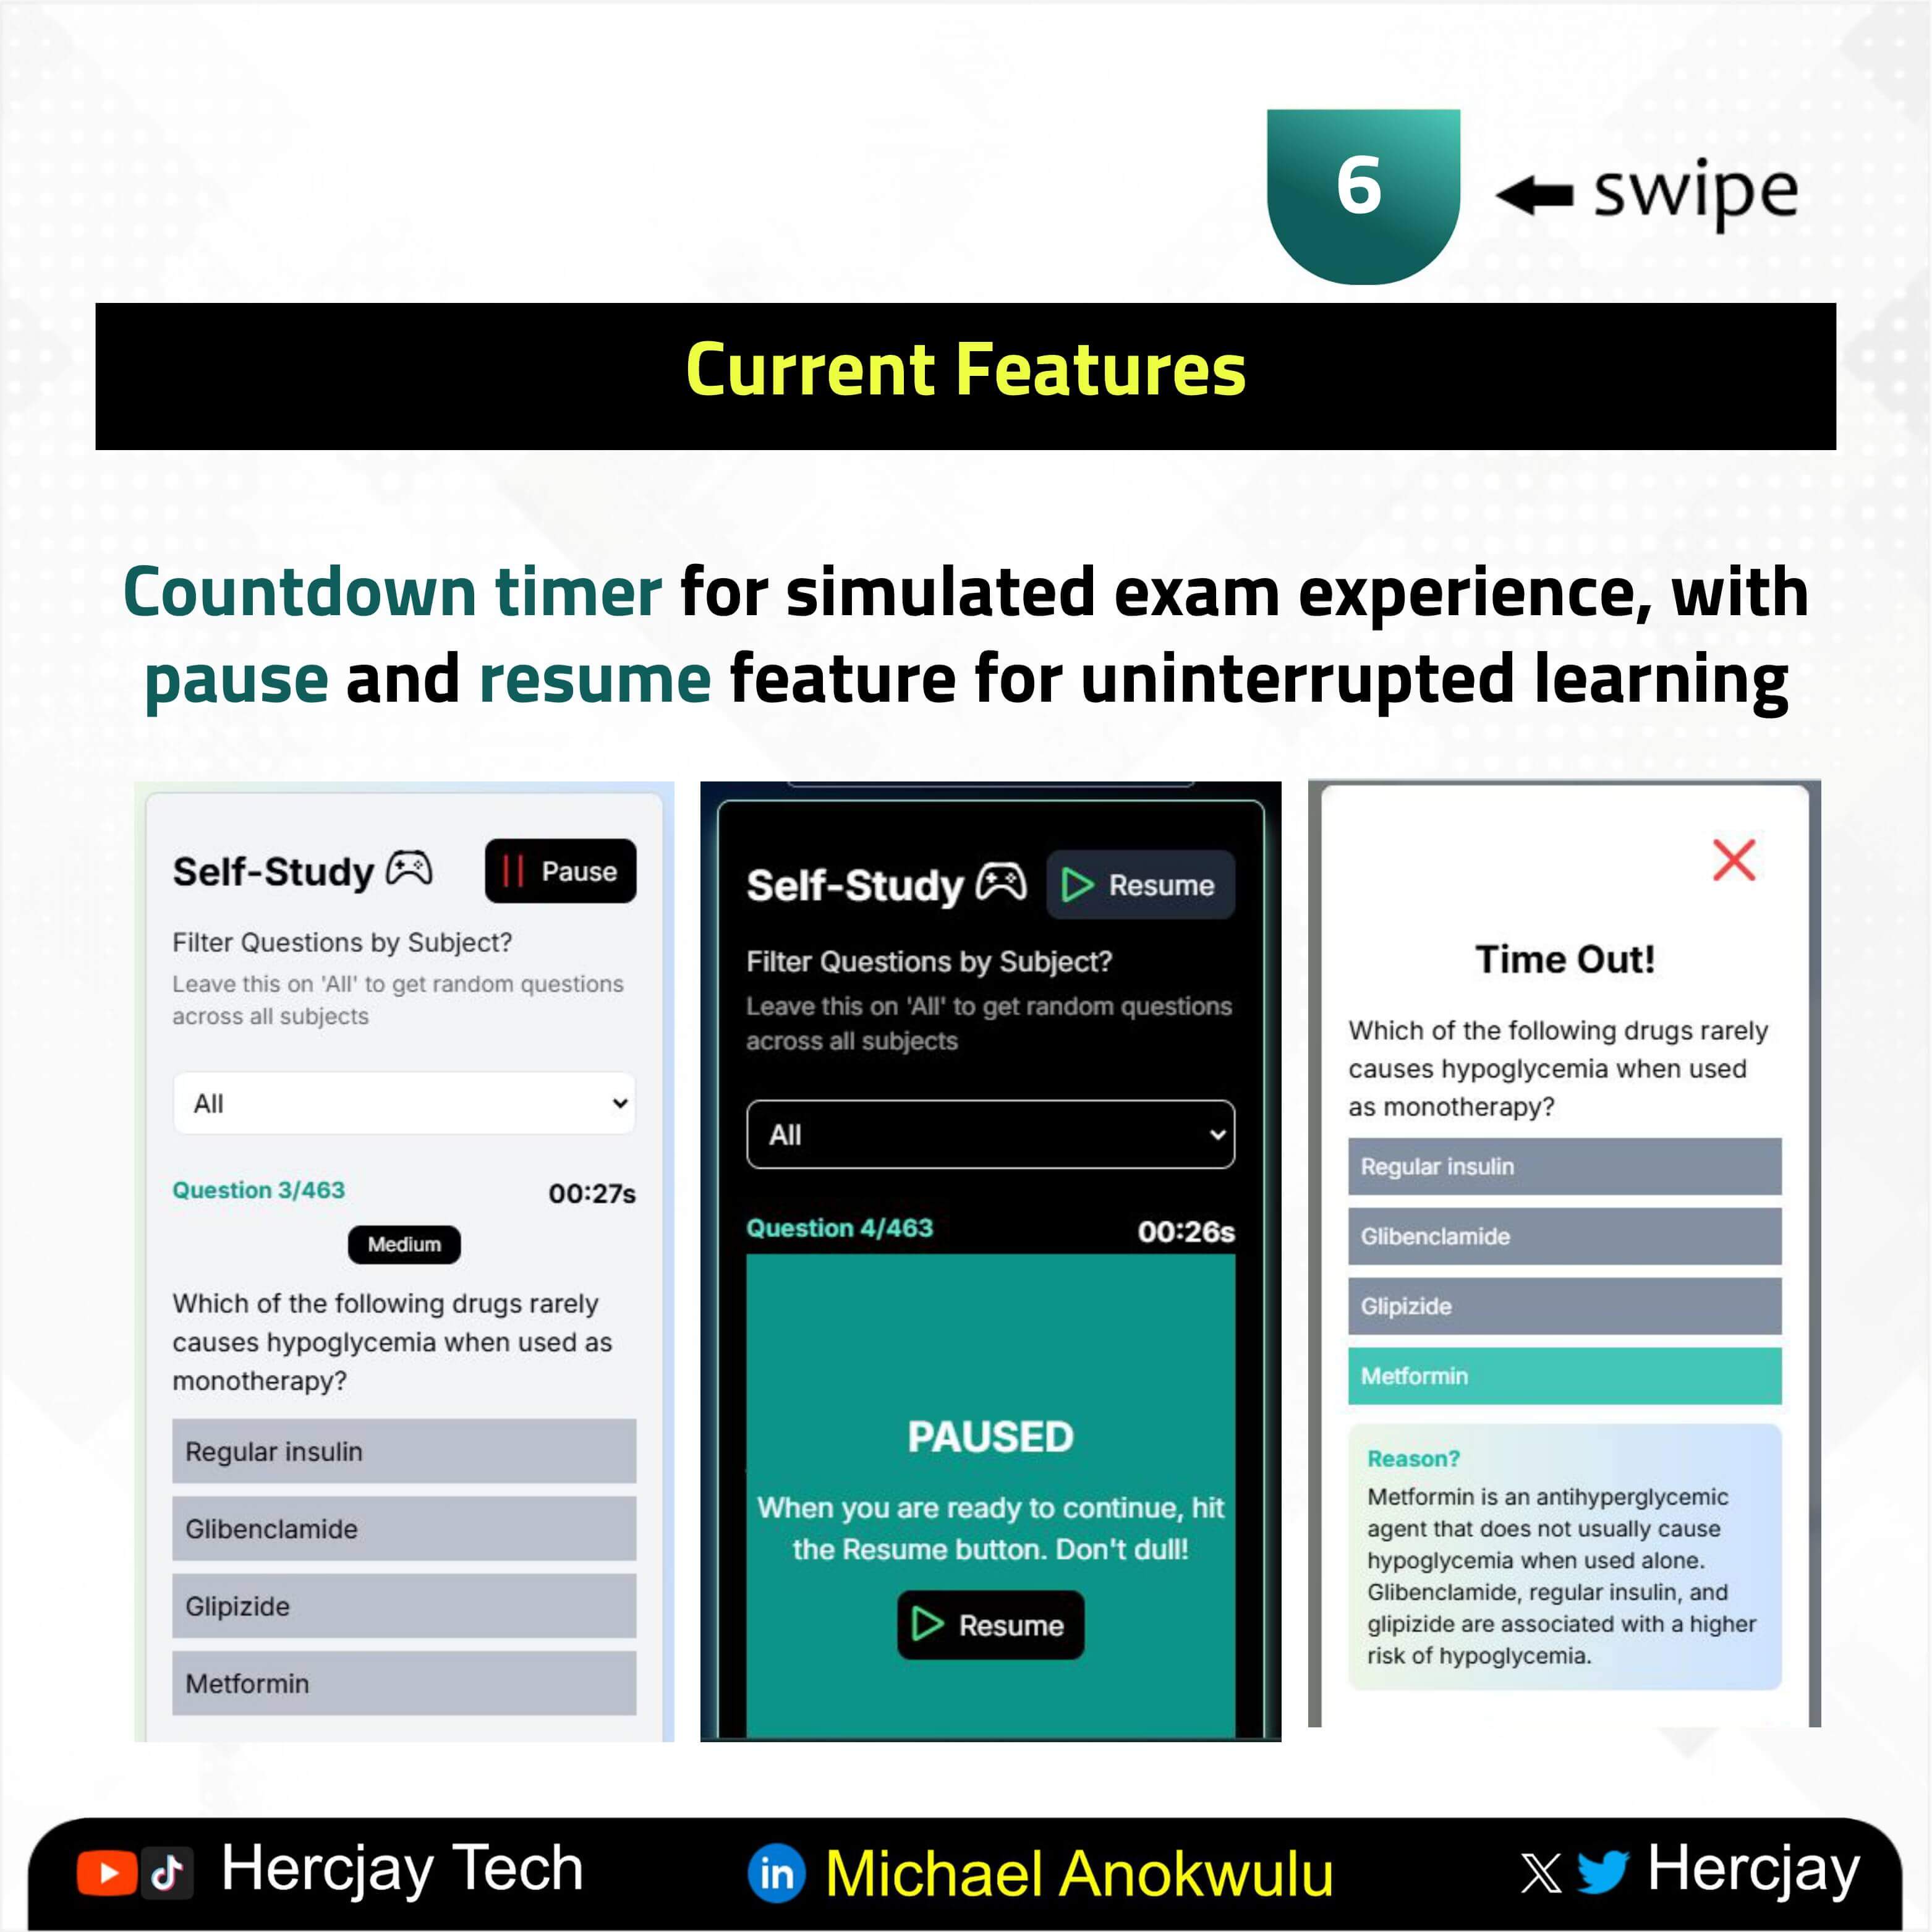 6
swipe
Current Features
Countdown timer for simulated exam experience, with
pause and resume feature for uninterrupted learning
Self-Study
Pause
Filter Questions by Subject?
Leave this on 'All' to get random questions
across all subjects
All
Question 3/463
00:27s
Medium
Which of the following drugs rarely
causes hypoglycemia when used as
monotherapy?
Regular insulin
Glibenclamide
Glipizide
Metformin
Self-Study
Resume
Filter Questions by Subject?
Leave this on 'All' to get random questions
across all subjects
All
Question 4/463
00:26s
PAUSED
When you are ready to continue, hit
the Resume button. Don't dull!
Resume
Time Out!
Which of the following drugs rarely
causes hypoglycemia when used
as monotherapy?
Regular insulin
Glibenclamide
Glipizide
Metformin
Reason?
Metformin is an antihyperglycemic
agent that does not usually cause
hypoglycemia when used alone.
Glibenclamide, regular insulin, and
glipizide are associated with a higher
risk of hypoglycemia.
Hercjay Tech
in Michael Anokwulu
X Hercjay